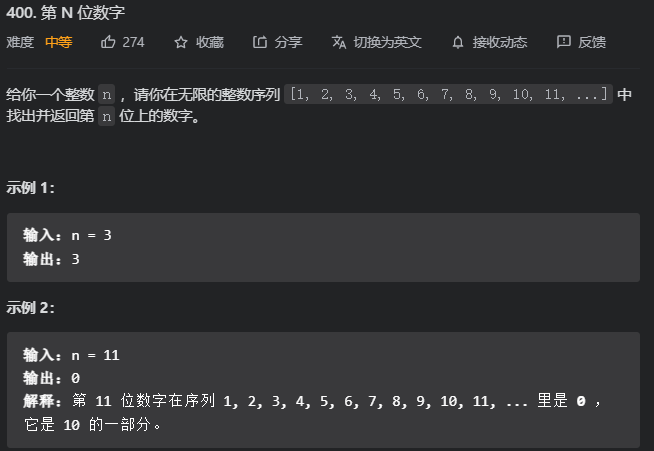 400. 第 N 位数字
难度 中等 274 收藏 分享 切换为英文 接收动态 反馈
给你一个整数 n ，请你在无限的整数序列 [1, 2, 3, 4, 5, 6, 7, 8, 9, 10, 11, ...] 中
找出并返回第 n 位上的数字。
示例 1：
输入：n = 3
输出：3
示例 2：
输入：n = 11
输出：0
解释：第 11 位数字在序列 1, 2, 3, 4, 5, 6, 7, 8, 9, 10, 11, ... 里是 0 ，
它是 10 的一部分。